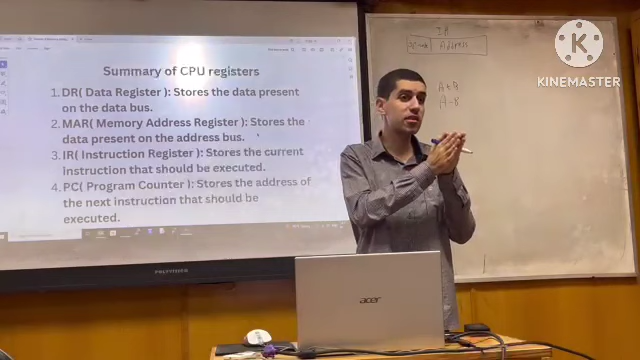 Summary of CPU registers
1. DR( Data Register ): Stores the data present
on the data bus.
2. MAR( Memory Address Register ): Stores the
data present on the address bus.
3. IR( Instruction Register ): Stores the current
instruction that should be executed.
4. PC( Program Counter ): Stores the address of
the next instruction that should be
executed.
IR
Address
A+B
A-B
KINEMASTER
acer